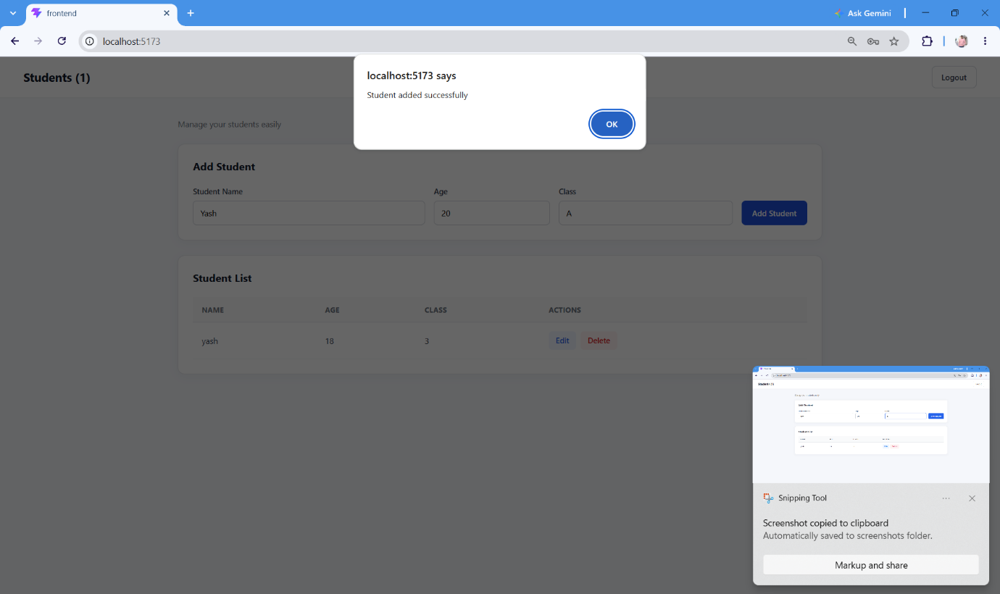 frontend
Ask Gemini
localhost:5173
Students (1)
Logout
localhost:5173 says
Student added successfully
OK
Manage your students easily
Add Student
Student Name
Age
Class
Yash
20
A
Add Student
Student List
NAME AGE CLASS ACTIONS
yash 18 3 Edit Delete
Students (1)
Snipping Tool
Screenshot copied to clipboard
Automatically saved to screenshots folder.
Markup and share